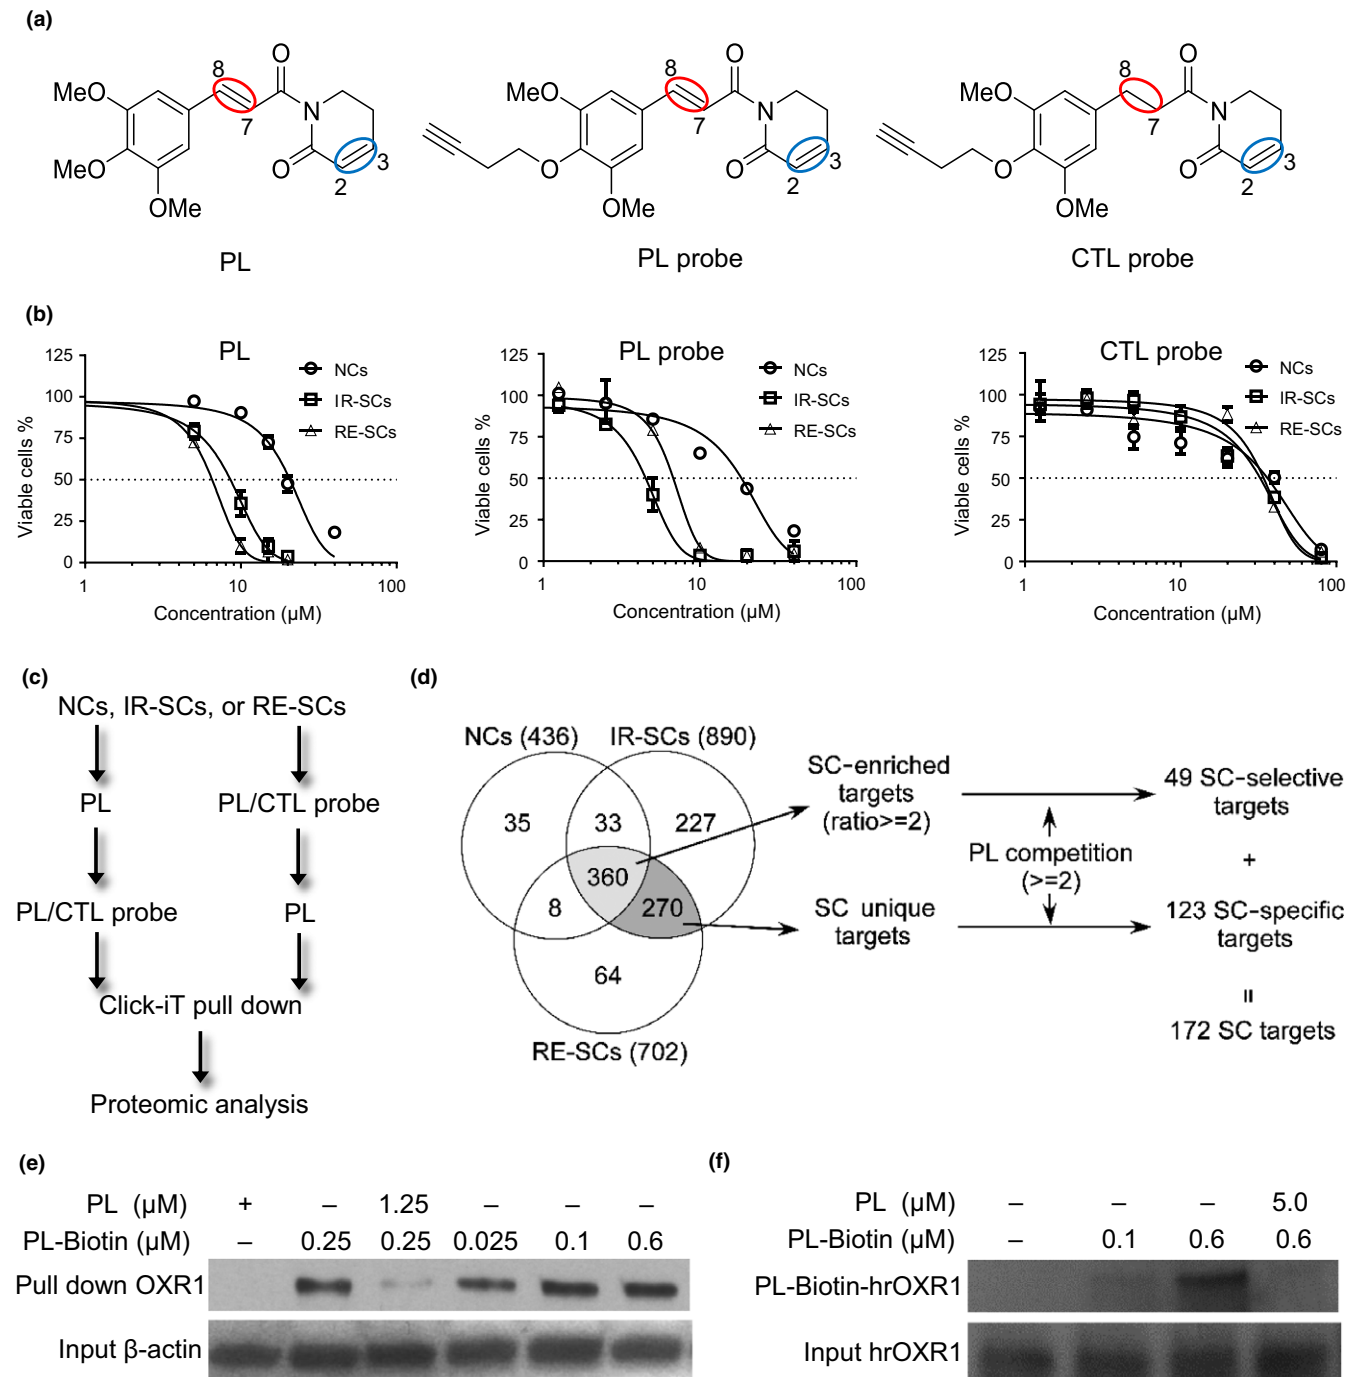 (a)
O
8
MeO
N
7
O
3
MeO
2
OMe
PL
O
8
MeO
N
7
O
3
O
2
OMe
PL probe
O
8
MeO
N
7
O
3
O
2
OMe
CTL probe
(b)
PL
125
100
75
50
25
0
Viable cells %
NCs
IR-SCs
RE-SCs
1
10
100
Concentration (µM)
PL probe
125
100
75
50
25
0
Viable cells %
NCs
IR-SCs
RE-SCs
1
10
100
Concentration (µM)
CTL probe
125
100
75
50
25
0
Viable cells %
NCs
IR-SCs
RE-SCs
1
10
100
Concentration (µM)
(c)
NCs, IR-SCs, or RE-SCs
PL
PL/CTL probe
PL/CTL probe
PL
Click-iT pull down
Proteomic analysis
(d)
NCs (436)
IR-SCs (890)
35
33
227
360
8
270
64
RE-SCs (702)
SC-enriched
targets
(ratio>=2)
SC unique
targets
PL competition
(>=2)
49 SC-selective
targets
+
123 SC-specific
targets
=
172 SC targets
(e)
PL (µM) + – 1.25 – – –
PL-Biotin (µM) – 0.25 0.25 0.025 0.1 0.6
Pull down OXR1
Input β-actin
(f)
PL (µM) – – – 5.0
PL-Biotin (µM) – 0.1 0.6 0.6
PL-Biotin-hrOXR1
Input hrOXR1